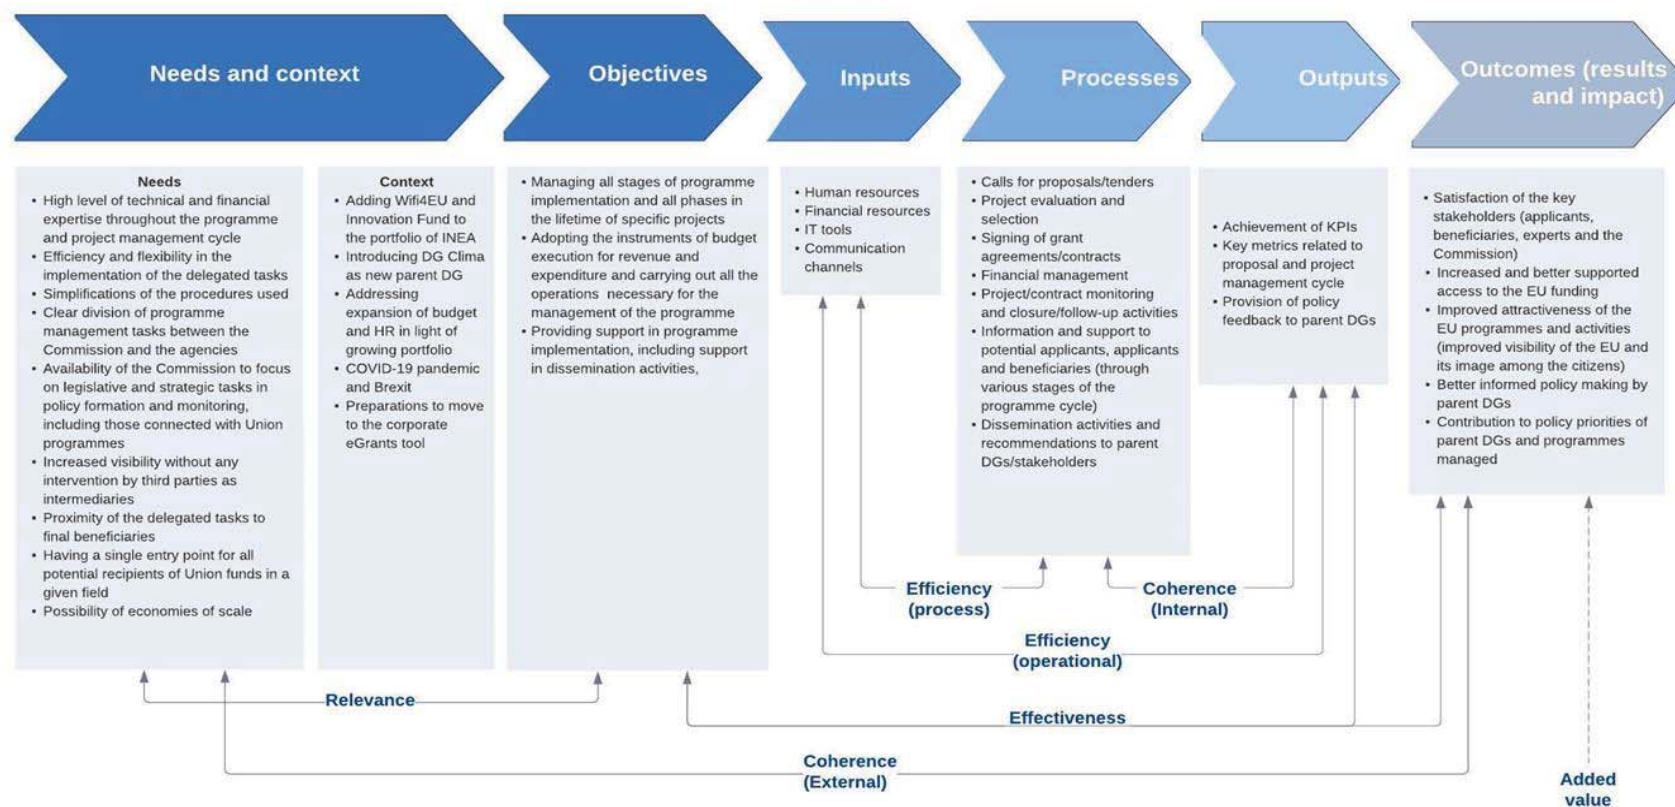 Needs and context
Objectives
Inputs
Processes
Outputs
Outcomes (results
and impact)
Needs
• High level of technical and financial
expertise throughout the programme
and project management cycle
• Efficiency and flexibility in the
implementation of the delegated tasks
• Simplifications of the procedures used
• Clear division of programme
management tasks between the
Commission and the agencies
• Availability of the Commission to focus
on legislative and strategic tasks in
policy formation and monitoring,
including those connected with Union
programmes
• Increased visibility without any
intervention by third parties as
intermediaries
• Proximity of the delegated tasks to
final beneficiaries
• Having a single entry point for all
potential recipients of Union funds in a
given field
• Possibility of economies of scale
Context
• Adding Wifi4EU and
Innovation Fund to
the portfolio of INEA
• Introducing DG Clima
as new parent DG
• Addressing
expansion of budget
and HR in light of
growing portfolio
• COVID-19 pandemic
and Brexit
• Preparations to move
to the corporate
eGrants tool
• Managing all stages of programme
implementation and all phases in
the lifetime of specific projects
• Adopting the instruments of budget
execution for revenue and
expenditure and carrying out all the
operations necessary for the
management of the programme
• Providing support in programme
implementation, including support
in dissemination activities,
• Human resources
• Financial resources
• IT tools
• Communication
channels
• Calls for proposals/tenders
• Project evaluation and
selection
• Signing of grant
agreements/contracts
• Financial management
• Project/contract monitoring
and closure/follow-up activities
• Information and support to
potential applicants, applicants
and beneficiaries (through
various stages of the
programme cycle)
• Dissemination activities and
recommendations to parent
DGs/stakeholders
• Achievement of KPIs
• Key metrics related to
proposal and project
management cycle
• Provision of policy
feedback to parent DGs
• Satisfaction of the key
stakeholders (applicants,
beneficiaries, experts and the
Commission)
• Increased and better supported
access to the EU funding
• Improved attractiveness of the
EU programmes and activities
(improved visibility of the EU and
its image among the citizens)
• Better informed policy making by
parent DGs
• Contribution to policy priorities of
parent DGs and programmes
managed
Efficiency
(process)
Coherence
(Internal)
Efficiency
(operational)
Relevance
Effectiveness
Coherence
(External)
Added
value